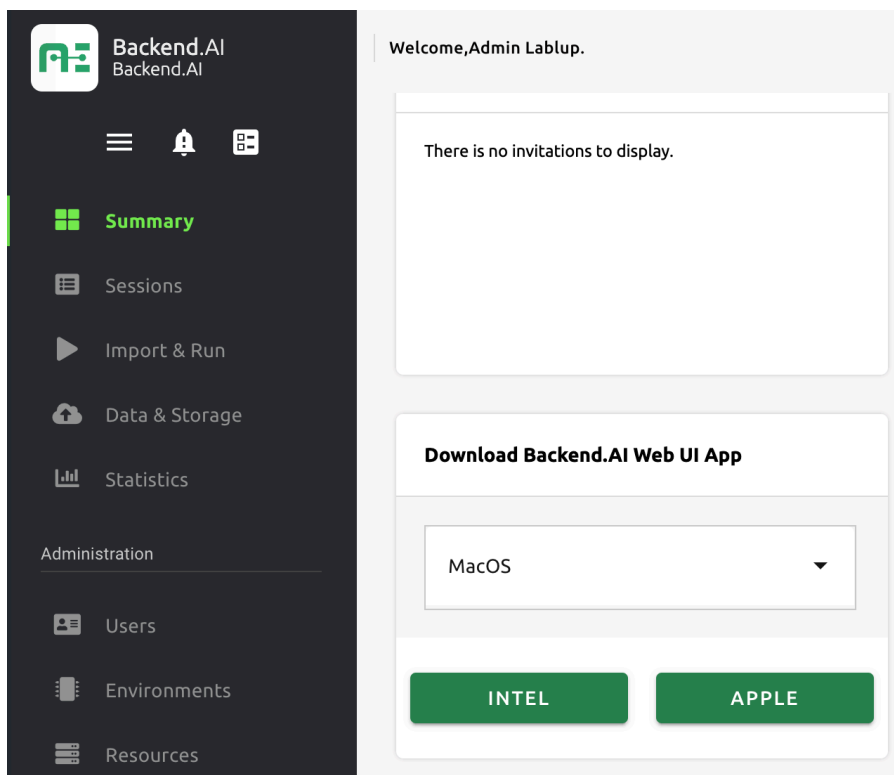 Backend.AI
Backend.AI
Summary
Sessions
Import & Run
Data & Storage
Statistics
Administration
Users
Environments
Resources
Welcome,Admin Lablup.
There is no invitations to display.
Download Backend.AI Web UI App
MacOS
INTEL
APPLE